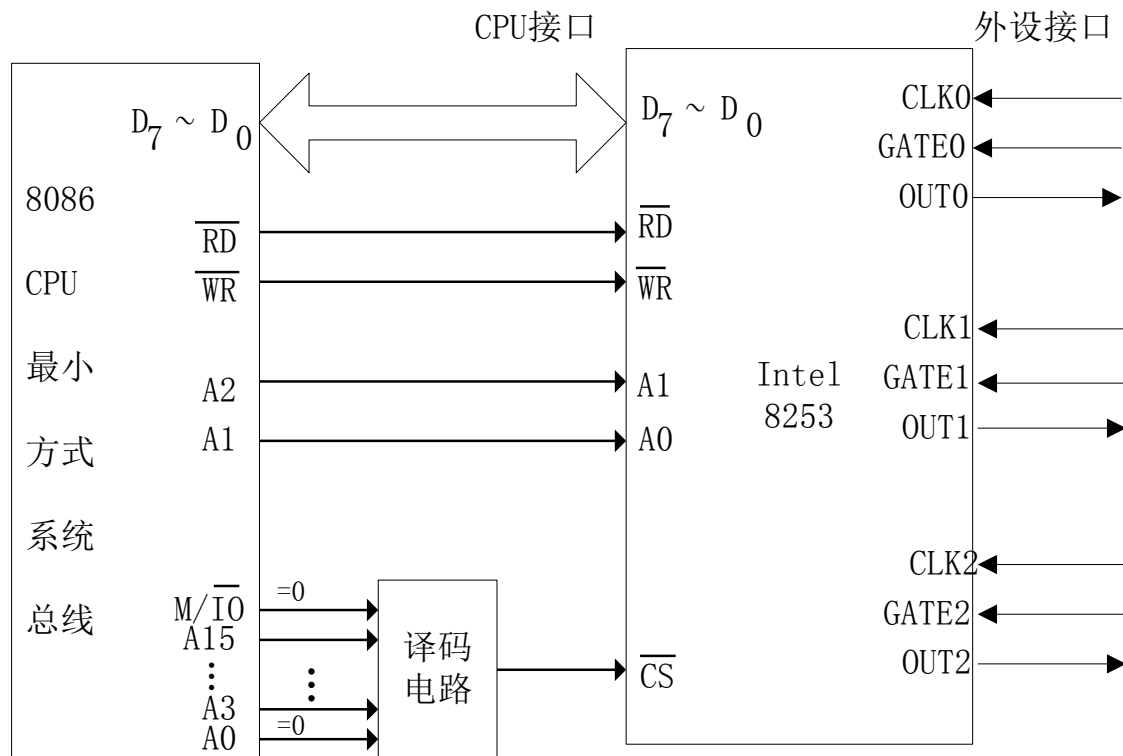 CPU接口
外设接口
D7 ~ D0
8086
CPU
最小
方式
系统
总线
RD
WR
A2
A1
M/IO
=0
A15
⋮
A3
=0
A0
⋮
译码
电路
D7 ~ D0
RD
WR
A1
A0
CS
Intel
8253
CLK0
GATE0
OUT0
CLK1
GATE1
OUT1
CLK2
GATE2
OUT2